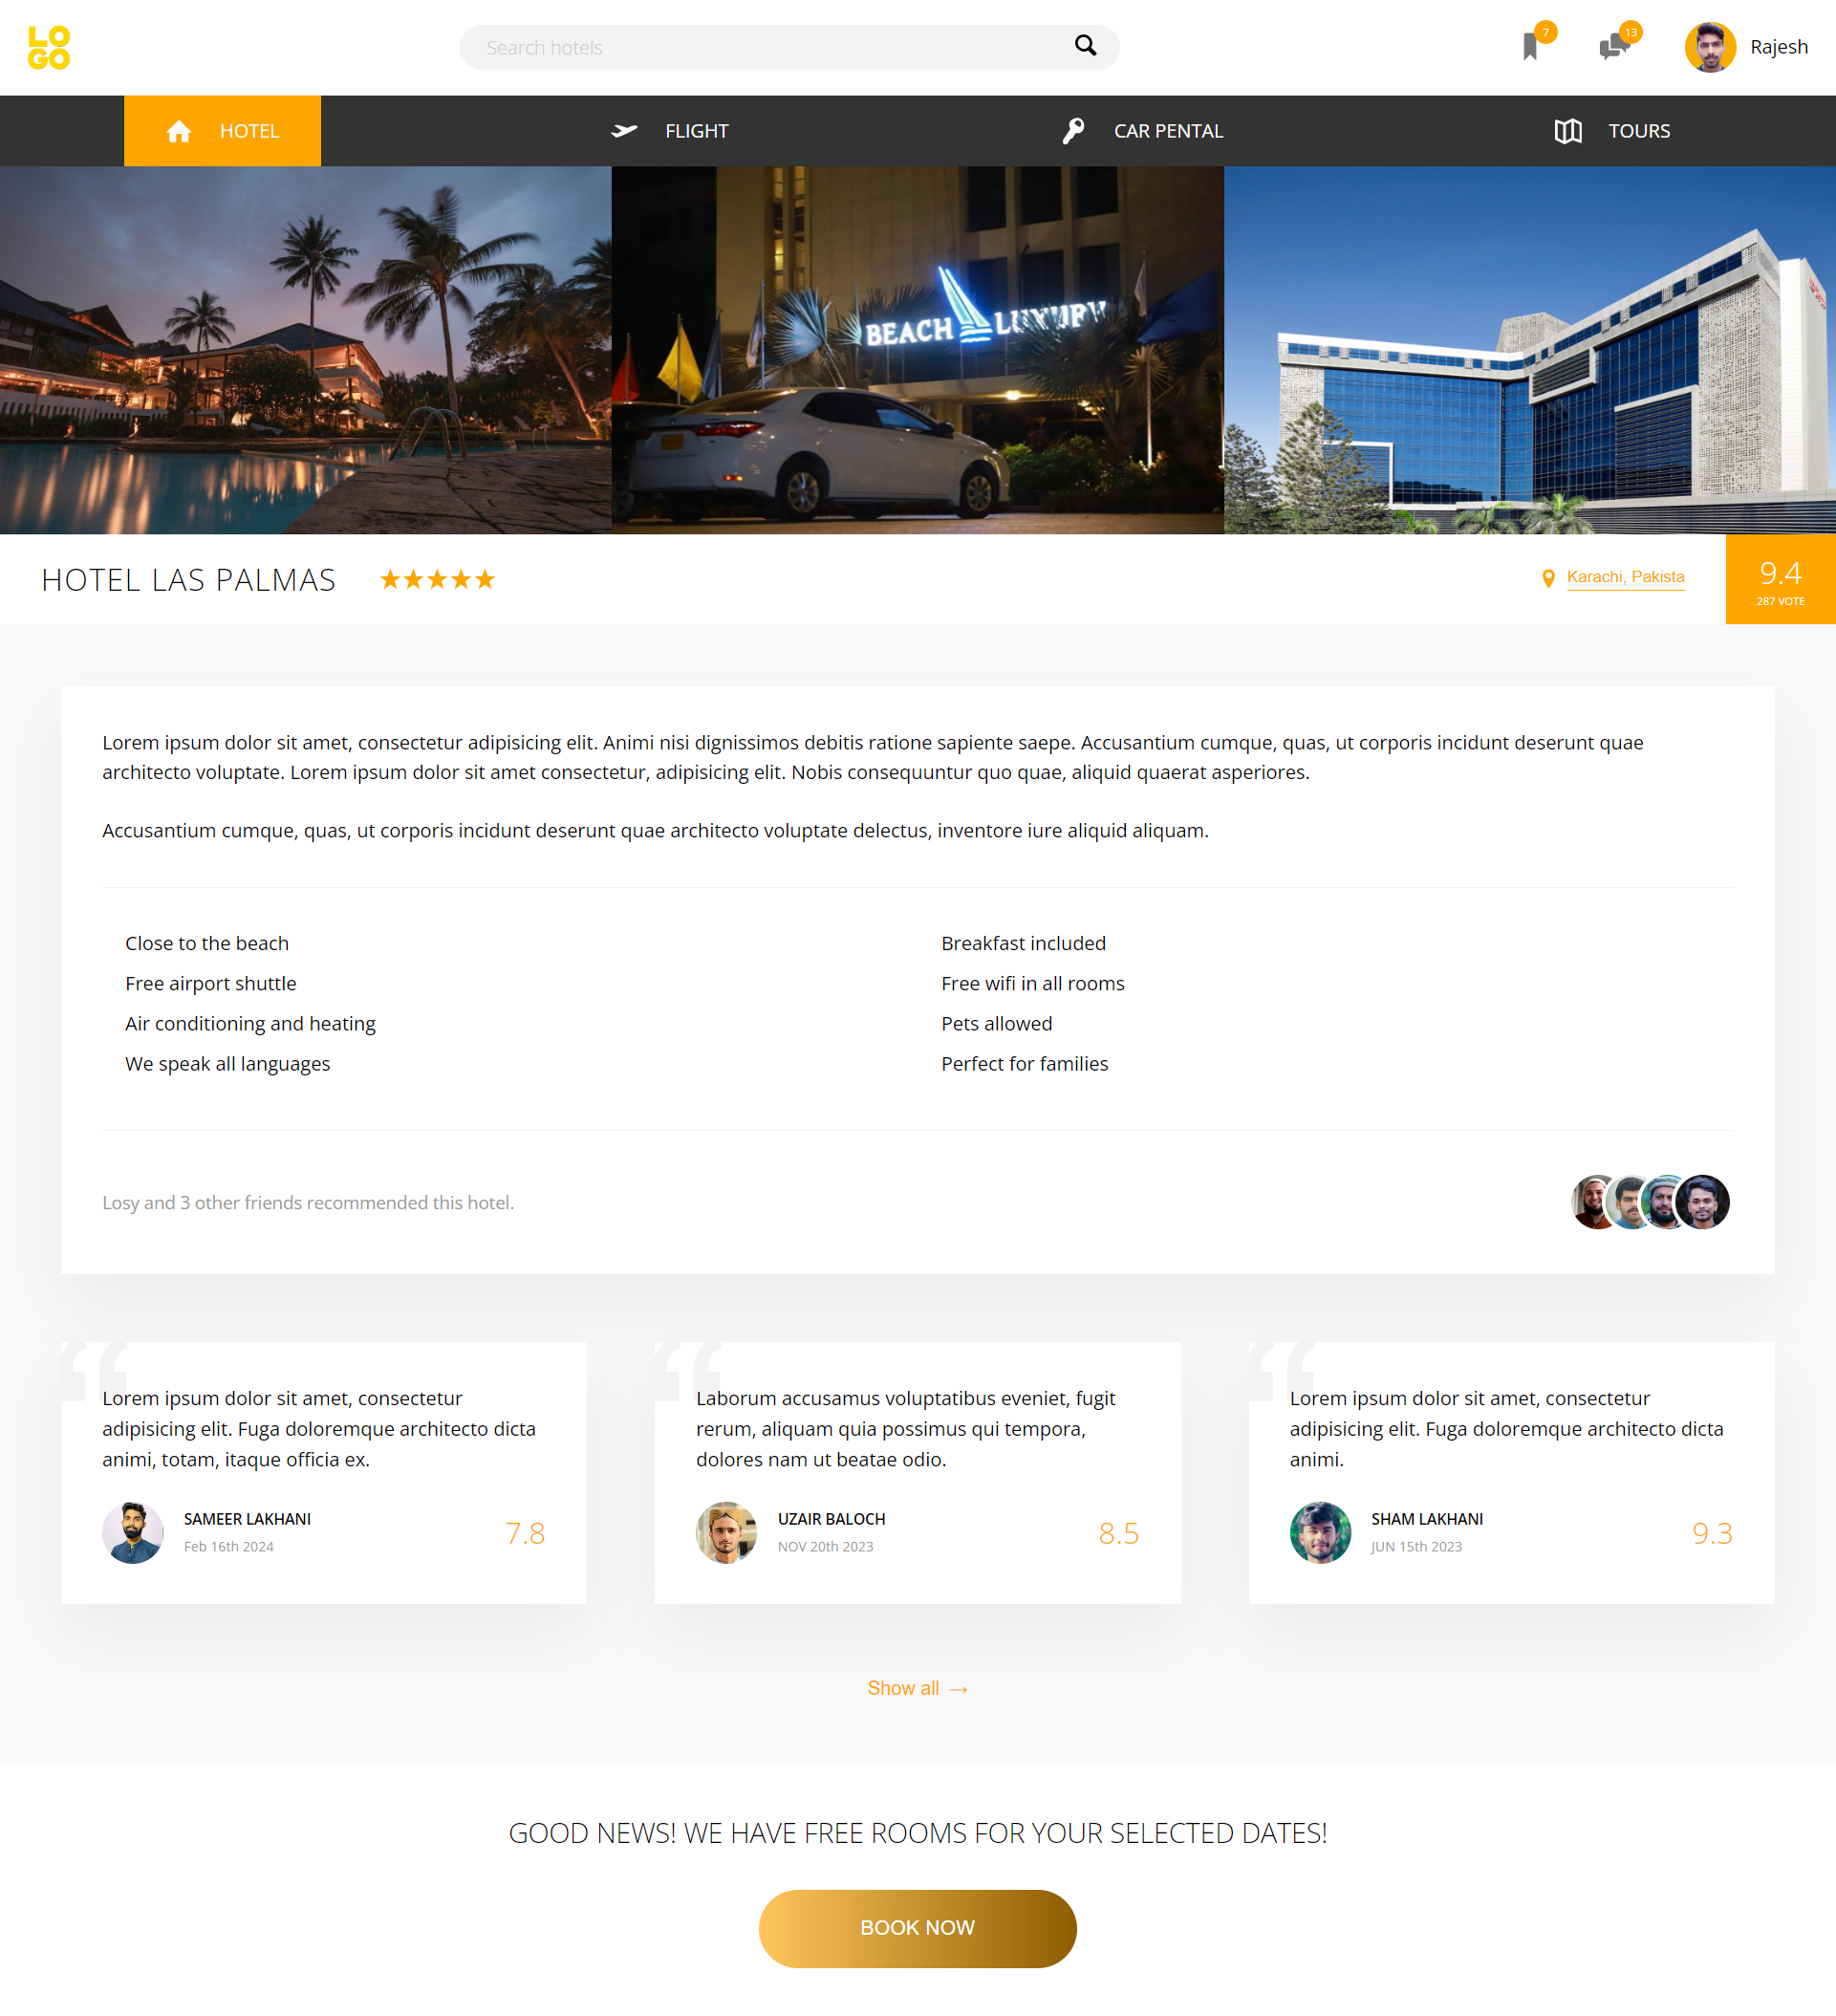 LO
GO
Search hotels
7
13
Rajesh
HOTEL
FLIGHT
CAR PENTAL
TOURS
BEACH LUXURY
HOTEL LAS PALMAS
Karachi, Pakista
9.4
287 VOTE
Lorem ipsum dolor sit amet, consectetur adipisicing elit. Animi nisi dignissimos debitis ratione sapiente saepe. Accusantium cumque, quas, ut corporis incidunt deserunt quae
architecto voluptate. Lorem ipsum dolor sit amet consectetur, adipisicing elit. Nobis consequuntur quo quae, aliquid quaerat asperiores.
Accusantium cumque, quas, ut corporis incidunt deserunt quae architecto voluptate delectus, inventore iure aliquid aliquam.
Close to the beach
Free airport shuttle
Air conditioning and heating
We speak all languages
Breakfast included
Free wifi in all rooms
Pets allowed
Perfect for families
Losy and 3 other friends recommended this hotel.
Lorem ipsum dolor sit amet, consectetur
adipisicing elit. Fuga doloremque architecto dicta
animi, totam, itaque officia ex.
SAMEER LAKHANI
Feb 16th 2024
7.8
Laborum accusamus voluptatibus eveniet, fugit
rerum, aliquam quia possimus qui tempora,
dolores nam ut beatae odio.
UZAIR BALOCH
NOV 20th 2023
8.5
Lorem ipsum dolor sit amet, consectetur
adipisicing elit. Fuga doloremque architecto dicta
animi.
SHAM LAKHANI
JUN 15th 2023
9.3
Show all →
GOOD NEWS! WE HAVE FREE ROOMS FOR YOUR SELECTED DATES!
BOOK NOW